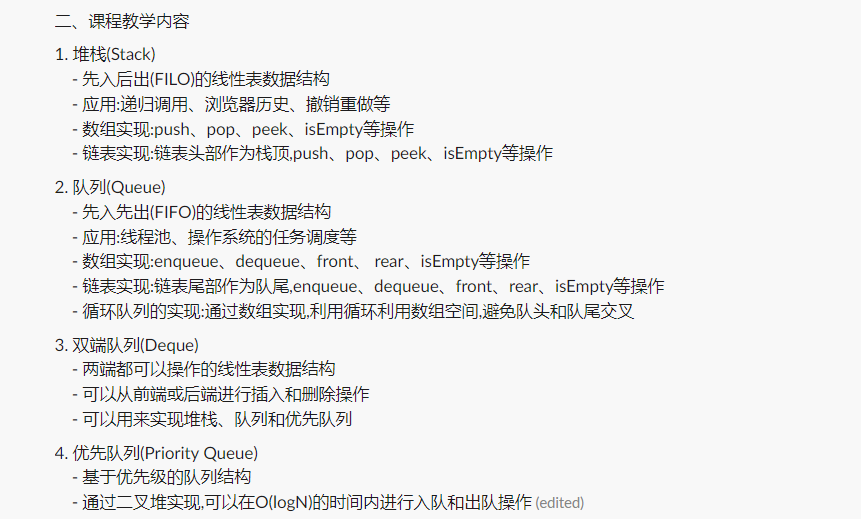 二、课程教学内容
1. 堆栈(Stack)
- 先入后出(FILO)的线性表数据结构
- 应用:递归调用、浏览器历史、撤销重做等
- 数组实现:push、pop、peek、isEmpty等操作
- 链表实现:链表头部作为栈顶,push、pop、peek、isEmpty等操作
2. 队列(Queue)
- 先入先出(FIFO)的线性表数据结构
- 应用:线程池、操作系统的任务调度等
- 数组实现:enqueue、dequeue、front、 rear、isEmpty等操作
- 链表实现:链表尾部作为队尾,enqueue、dequeue、front、rear、isEmpty等操作
- 循环队列的实现:通过数组实现,利用循环利用数组空间,避免队头和队尾交叉
3. 双端队列(Deque)
- 两端都可以操作的线性表数据结构
- 可以从前端或后端进行插入和删除操作
- 可以用来实现堆栈、队列和优先队列
4. 优先队列(Priority Queue)
- 基于优先级的队列结构
- 通过二叉堆实现,可以在O(logN)的时间内进行入队和出队操作 (edited)